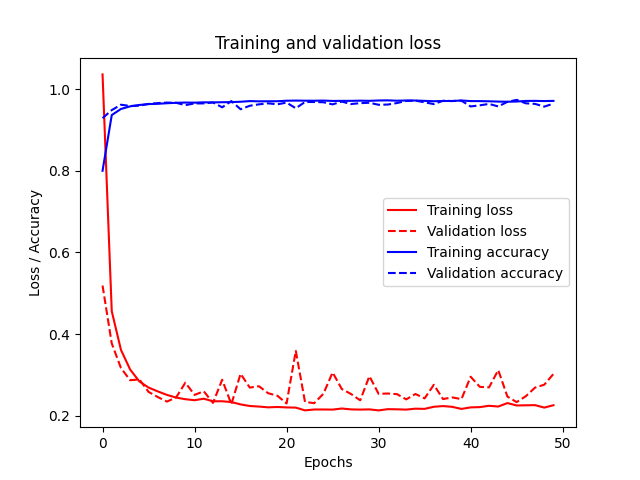 Training and validation loss
Loss / Accuracy
1.0
0.8
0.6
0.4
0.2
Training loss
Validation loss
Training accuracy
Validation accuracy
0 10 20 30 40 50
Epochs